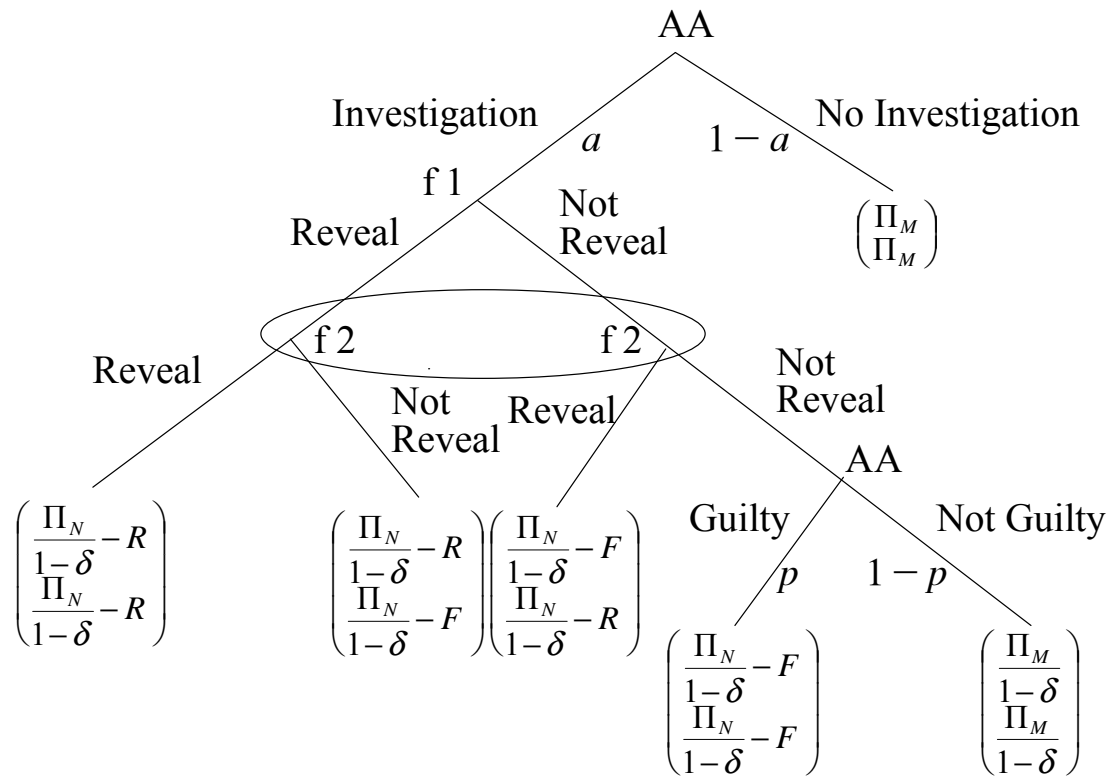 AA
Investigation
No Investigation
a
1 − a
f 1
Reveal
Not
Reveal
(Π_M
Π_M)
f 2
f 2
Reveal
Not
Reveal
Reveal
Not
Reveal
AA
Guilty
Not Guilty
p
1 − p
(Π_N/(1−δ) − R
Π_N/(1−δ) − R)
(Π_N/(1−δ) − R
Π_N/(1−δ) − F)
(Π_N/(1−δ) − F
Π_N/(1−δ) − R)
(Π_N/(1−δ) − F
Π_N/(1−δ) − F)
(Π_M/(1−δ)
Π_M/(1−δ))